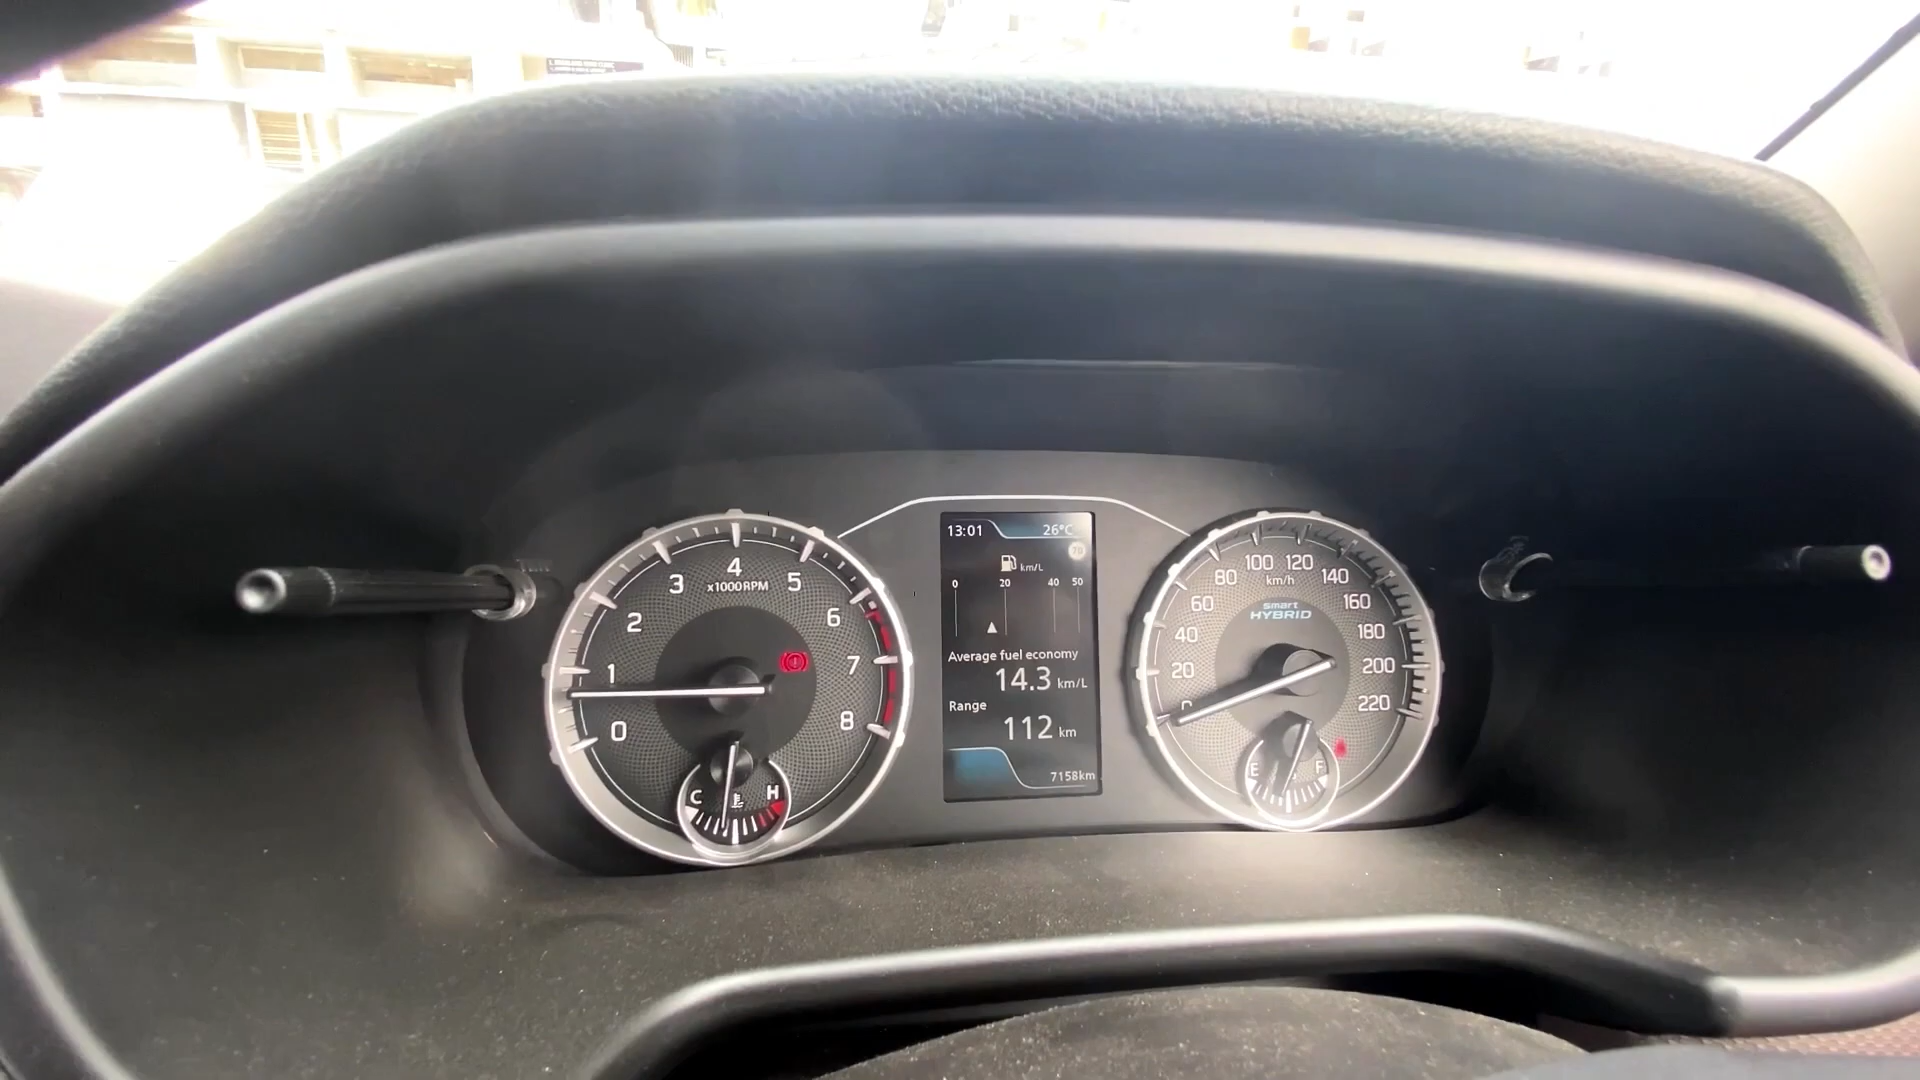 13:01 26°C
70
km/L
0 20 40 50
Average fuel economy
14.3 km/L
Range
112 km
7158km
0 1 2 3 4 5 6 7 8
x1000RPM
C H
20 40 60 80 100 120 140 160 180 200 220
km/h
smart
HYBRID
E F